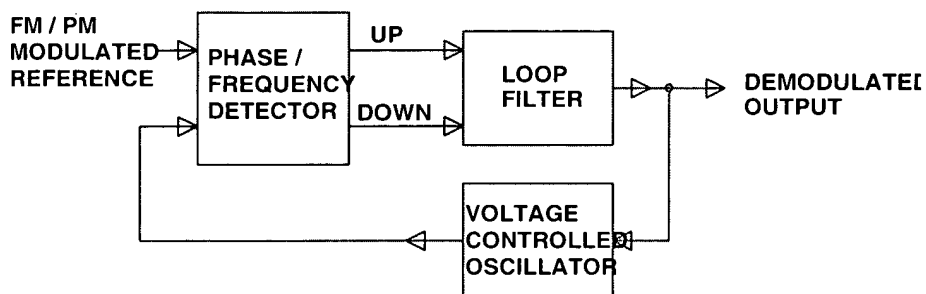 FM / PM
MODULATED
REFERENCE
PHASE /
FREQUENCY
DETECTOR
UP
DOWN
LOOP
FILTER
DEMODULATED
OUTPUT
VOLTAGE
CONTROLLED
OSCILLATOR